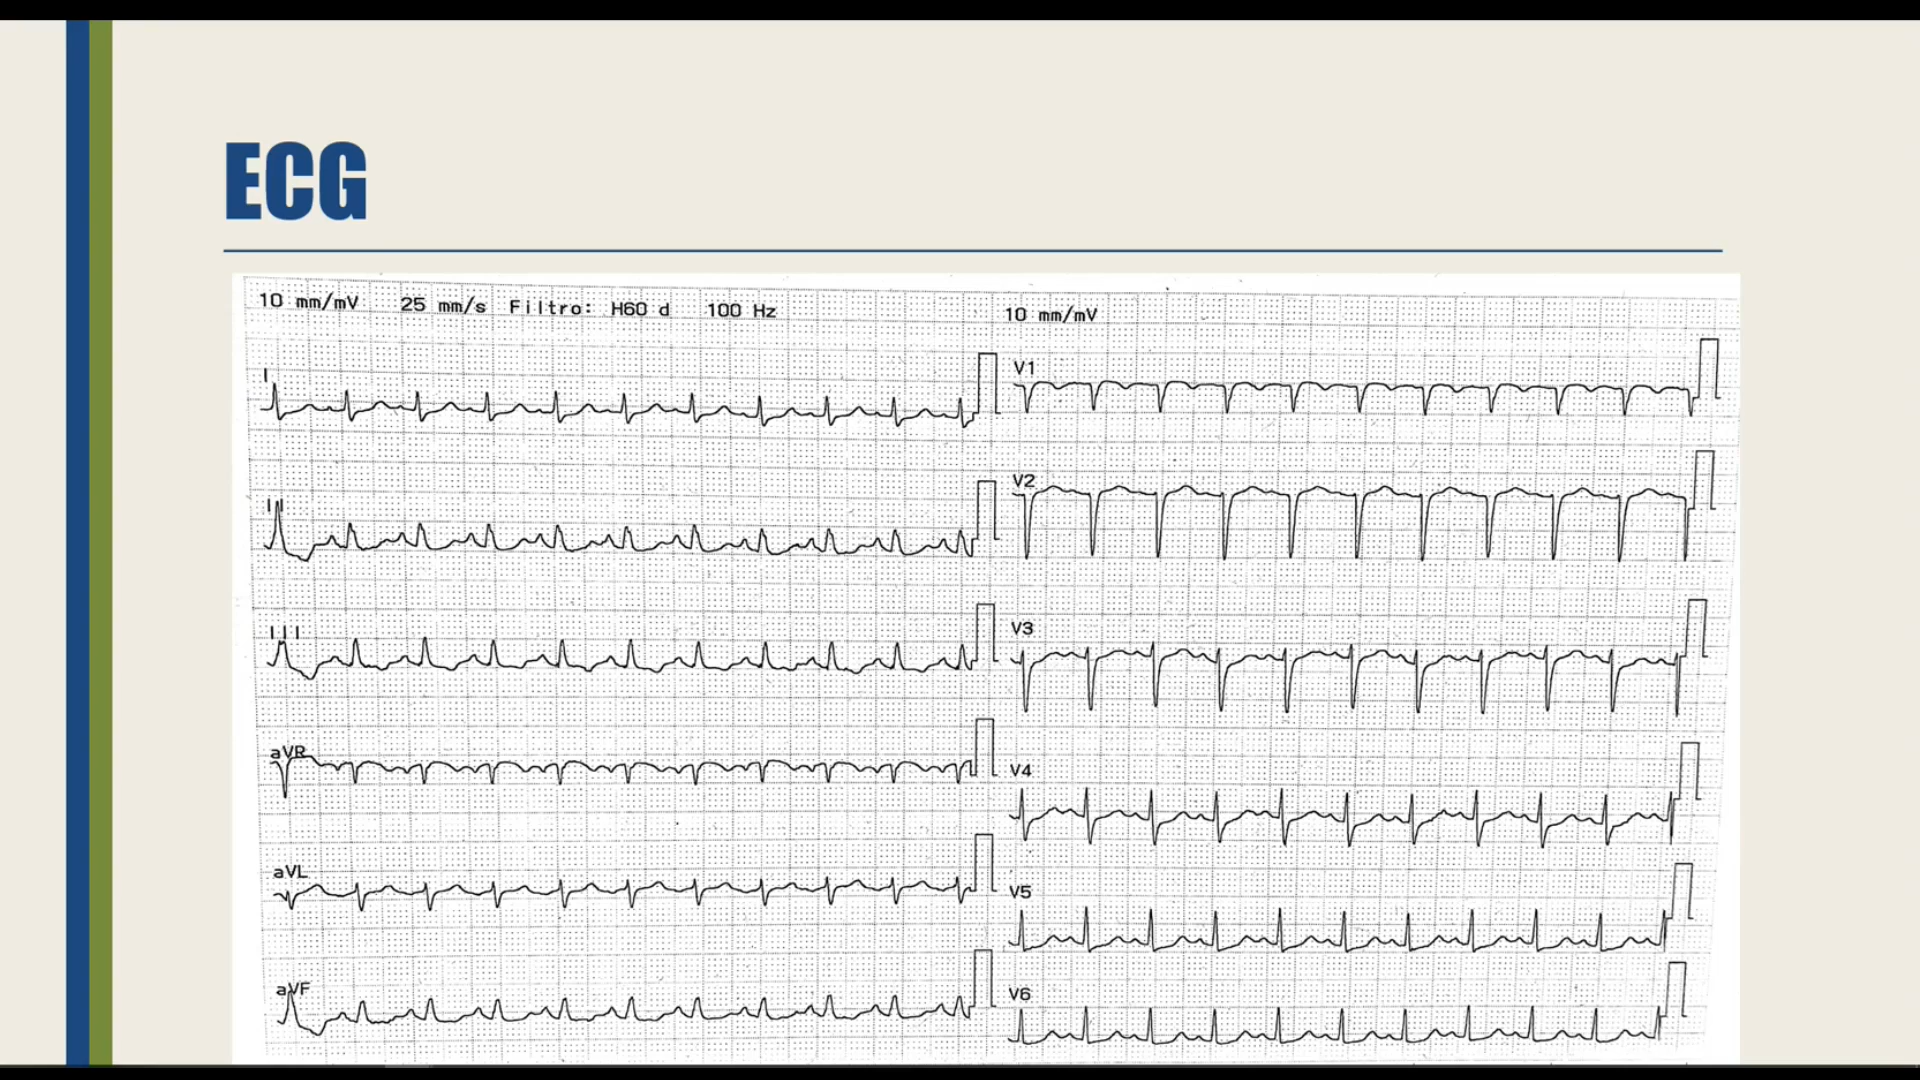 ECG
10 mm/mV 25 mm/s Filtro: H60 d 100 Hz
10 mm/mV
I
II
III
aVR
aVL
aVF
V1
V2
V3
V4
V5
V6